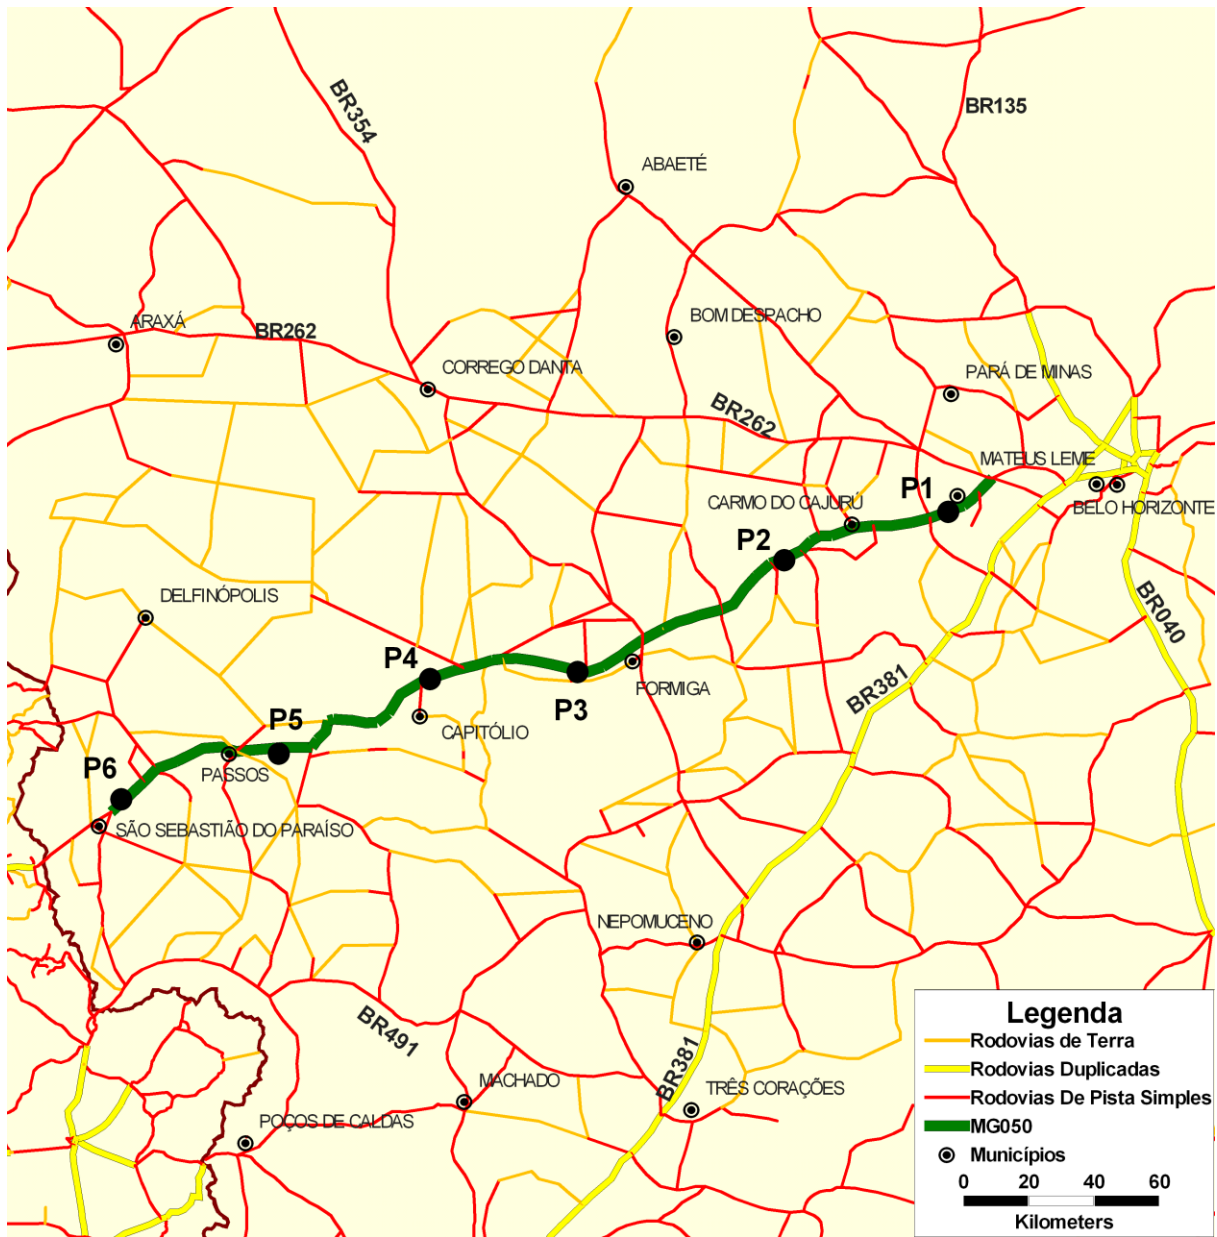 BR354
BR135
ABAETÉ
ARAXÁ
BR262
BOM DESPACHO
CORREGO DANTA
PARÁ DE MINAS
BR262
MATEUS LEME
P1
CARMO DO CAJURÚ
BELO HORIZONTE
P2
DELFINÓPOLIS
BR040
P4
FORMIGA
BR381
P3
P5
CAPITÓLIO
P6
PASSOS
SÃO SEBASTIÃO DO PARAÍSO
NEPOMUCENO
BR491
BR381
MACHADO
TRÊS CORAÇÕES
POÇOS DE CALDAS
Legenda
Rodovias de Terra
Rodovias Duplicadas
Rodovias De Pista Simples
MG050
Municípios
0 20 40 60
Kilometers